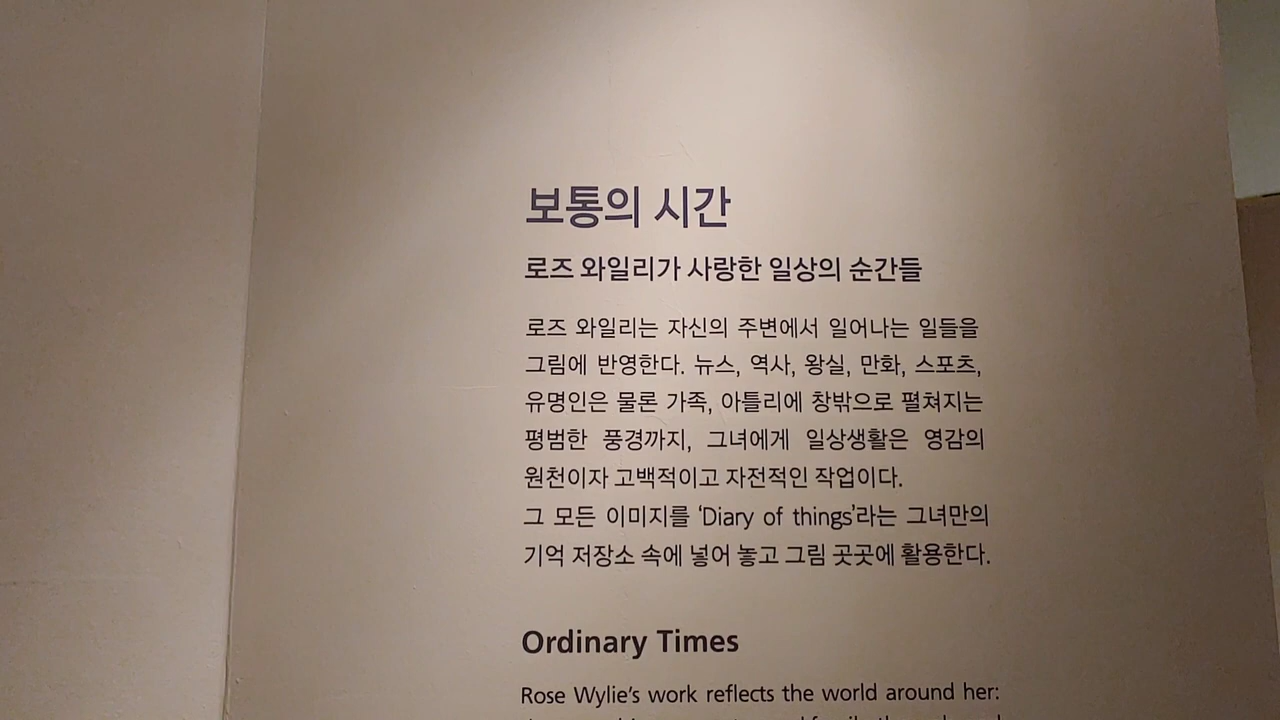 보통의 시간
로즈 와일리가 사랑한 일상의 순간들
로즈 와일리는 자신의 주변에서 일어나는 일들을
그림에 반영한다. 뉴스, 역사, 왕실, 만화, 스포츠,
유명인은 물론 가족, 아틀리에 창밖으로 펼쳐지는
평범한 풍경까지, 그녀에게 일상생활은 영감의
원천이자 고백적이고 자전적인 작업이다.
그 모든 이미지를 ‘Diary of things’라는 그녀만의
기억 저장소 속에 넣어 놓고 그림 곳곳에 활용한다.
Ordinary Times
Rose Wylie’s work reflects the world around her: